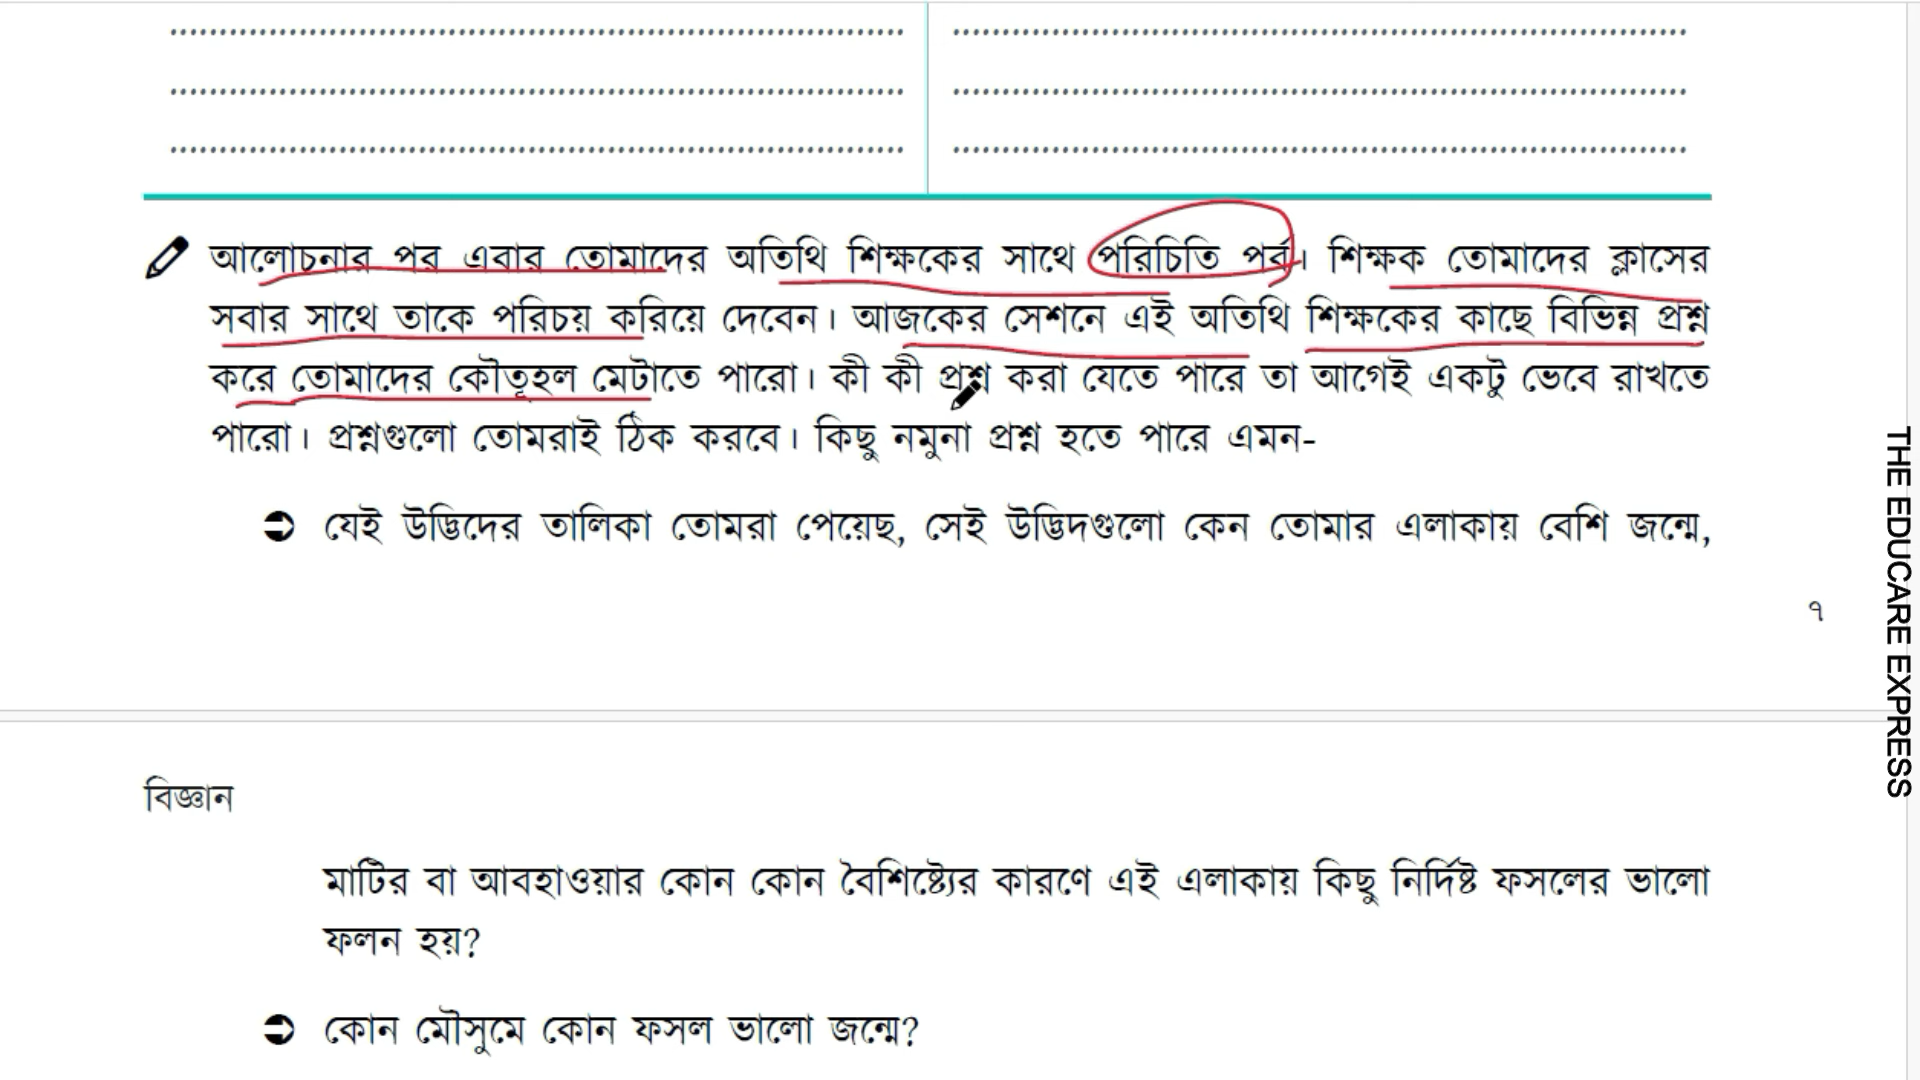 আলোচনার পর এবার তোমাদের অতিথি শিক্ষকের সাথে পরিচিতি পর্ব। শিক্ষক তোমাদের ক্লাসের
সবার সাথে তাকে পরিচয় করিয়ে দেবেন। আজকের সেশনে এই অতিথি শিক্ষকের কাছে বিভিন্ন প্রশ্ন
করে তোমাদের কৌতূহল মেটাতে পারো। কী কী প্রশ্ন করা যেতে পারে তা আগেই একটু ভেবে রাখতে
পারো। প্রশ্নগুলো তোমরাই ঠিক করবে। কিছু নমুনা প্রশ্ন হতে পারে এমন-
➲ যেই উদ্ভিদের তালিকা তোমরা পেয়েছ, সেই উদ্ভিদগুলো কেন তোমার এলাকায় বেশি জন্মে,
৭
THE EDUCARE EXPRESS
বিজ্ঞান
মাটির বা আবহাওয়ার কোন কোন বৈশিষ্ট্যের কারণে এই এলাকায় কিছু নির্দিষ্ট ফসলের ভালো
ফলন হয়?
➲ কোন মৌসুমে কোন ফসল ভালো জন্মে?